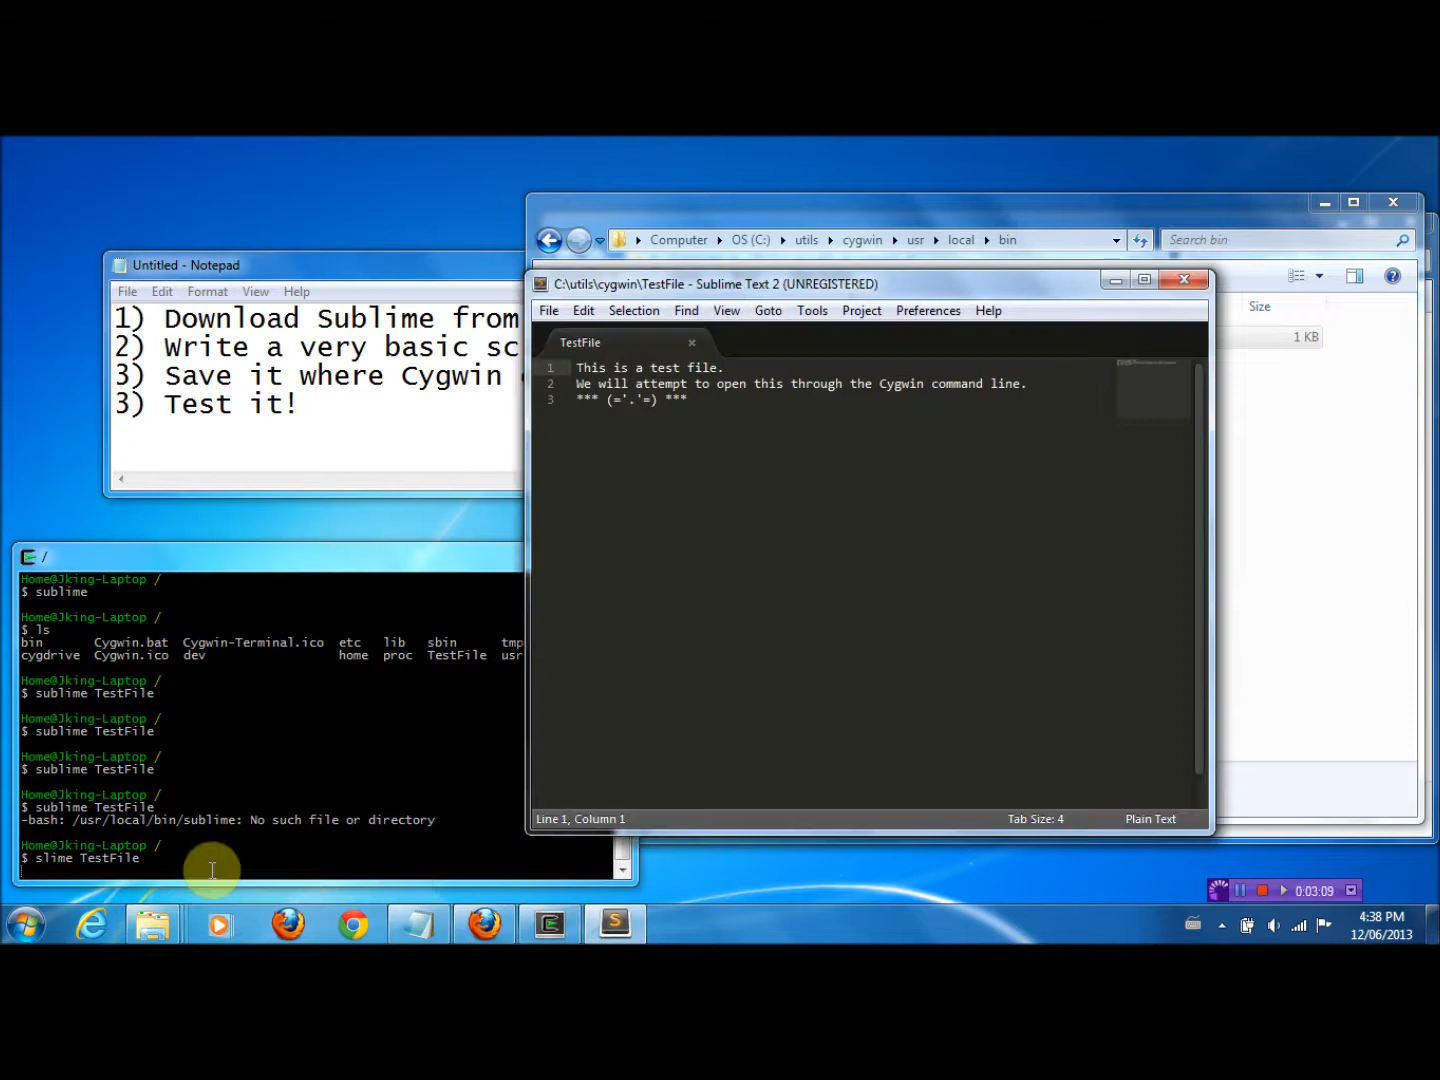 Computer ▸ OS (C:) ▸ utils ▸ cygwin ▸ usr ▸ local ▸ bin
Search bin
Size
1 KB
Untitled - Notepad
File Edit Format View Help
1) Download Sublime from
2) Write a very basic sc
3) Save it where Cygwin
3) Test it!
C:\utils\cygwin\TestFile - Sublime Text 2 (UNREGISTERED)
File Edit Selection Find View Goto Tools Project Preferences Help
TestFile
1 This is a test file.
2 We will attempt to open this through the Cygwin command line.
3 *** (='.'=) ***
Line 1, Column 1
Tab Size: 4
Plain Text
/
Home@Jking-Laptop /
$ sublime
Home@Jking-Laptop /
$ ls
bin Cygwin.bat Cygwin-Terminal.ico etc lib sbin tmp
cygdrive Cygwin.ico dev home proc TestFile usr
Home@Jking-Laptop /
$ sublime TestFile
Home@Jking-Laptop /
$ sublime TestFile
Home@Jking-Laptop /
$ sublime TestFile
Home@Jking-Laptop /
$ sublime TestFile
-bash: /usr/local/bin/sublime: No such file or directory
Home@Jking-Laptop /
$ slime TestFile
0:03:09
4:38 PM
12/06/2013